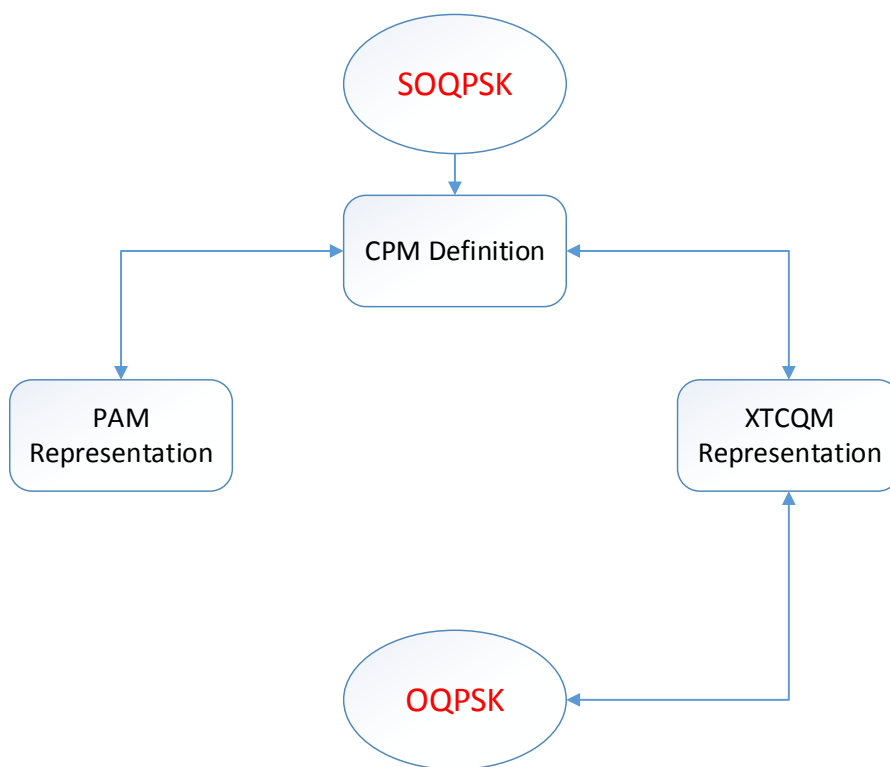 SOQPSK
CPM Definition
PAM
Representation
XTCQM
Representation
OQPSK